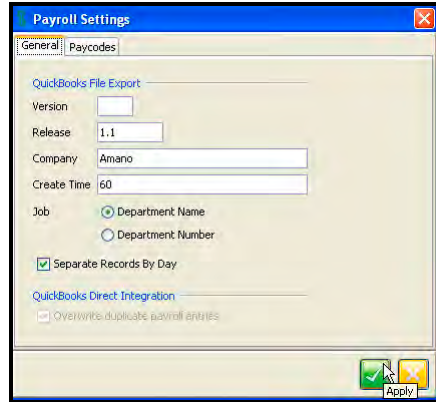 Payroll Settings
General Paycodes
QuickBooks File Export
Version
Release 1.1
Company Amano
Create Time 60
Job Department Name
Department Number
Separate Records By Day
QuickBooks Direct Integration
Overwrite duplicate payroll entries
Apply